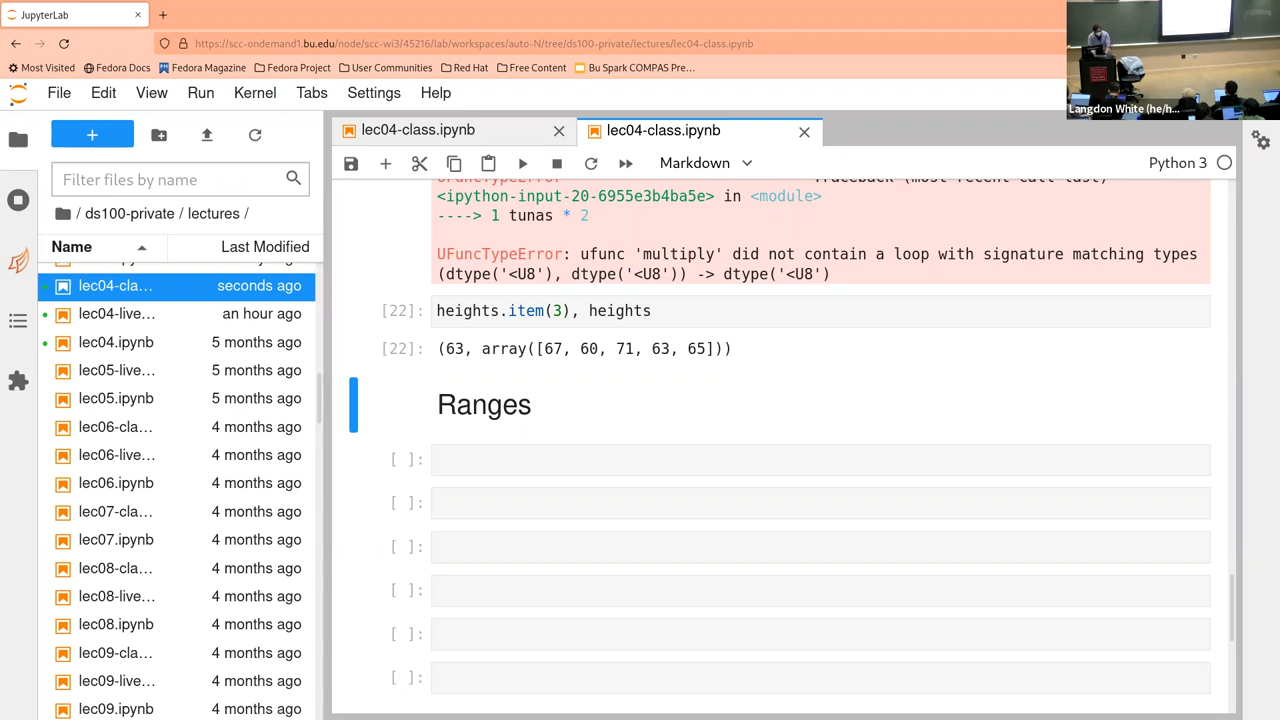 JupyterLab
https://scc-ondemand1.bu.edu/node/scc-wi3/45216/lab/workspaces/auto-N/tree/ds100-private/lectures/lec04-class.ipynb
Most Visited Fedora Docs Fedora Magazine Fedora Project User Communities Red Hat Free Content Bu Spark COMPAS Pre…
Langdon White (he/h...
File Edit View Run Kernel Tabs Settings Help
lec04-class.ipynb lec04-class.ipynb
Markdown Python 3
Filter files by name
/ ds100-private / lectures /
Name Last Modified
lec04-cla… seconds ago
lec04-live… an hour ago
lec04.ipynb 5 months ago
lec05-live… 5 months ago
lec05.ipynb 5 months ago
lec06-cla… 4 months ago
lec06-live… 4 months ago
lec06.ipynb 4 months ago
lec07-cla… 4 months ago
lec07.ipynb 4 months ago
lec08-cla… 4 months ago
lec08-live… 4 months ago
lec08.ipynb 4 months ago
lec09-cla… 4 months ago
lec09-live… 4 months ago
lec09.ipynb 4 months ago
UFuncTypeError Traceback (most recent call last)
<ipython-input-20-6955e3b4ba5e> in <module>
----> 1 tunas * 2
UFuncTypeError: ufunc 'multiply' did not contain a loop with signature matching types
(dtype('<U8'), dtype('<U8')) -> dtype('<U8')
[22]: heights.item(3), heights
[22]: (63, array([67, 60, 71, 63, 65]))
Ranges
[ ]:
[ ]:
[ ]:
[ ]:
[ ]:
[ ]: